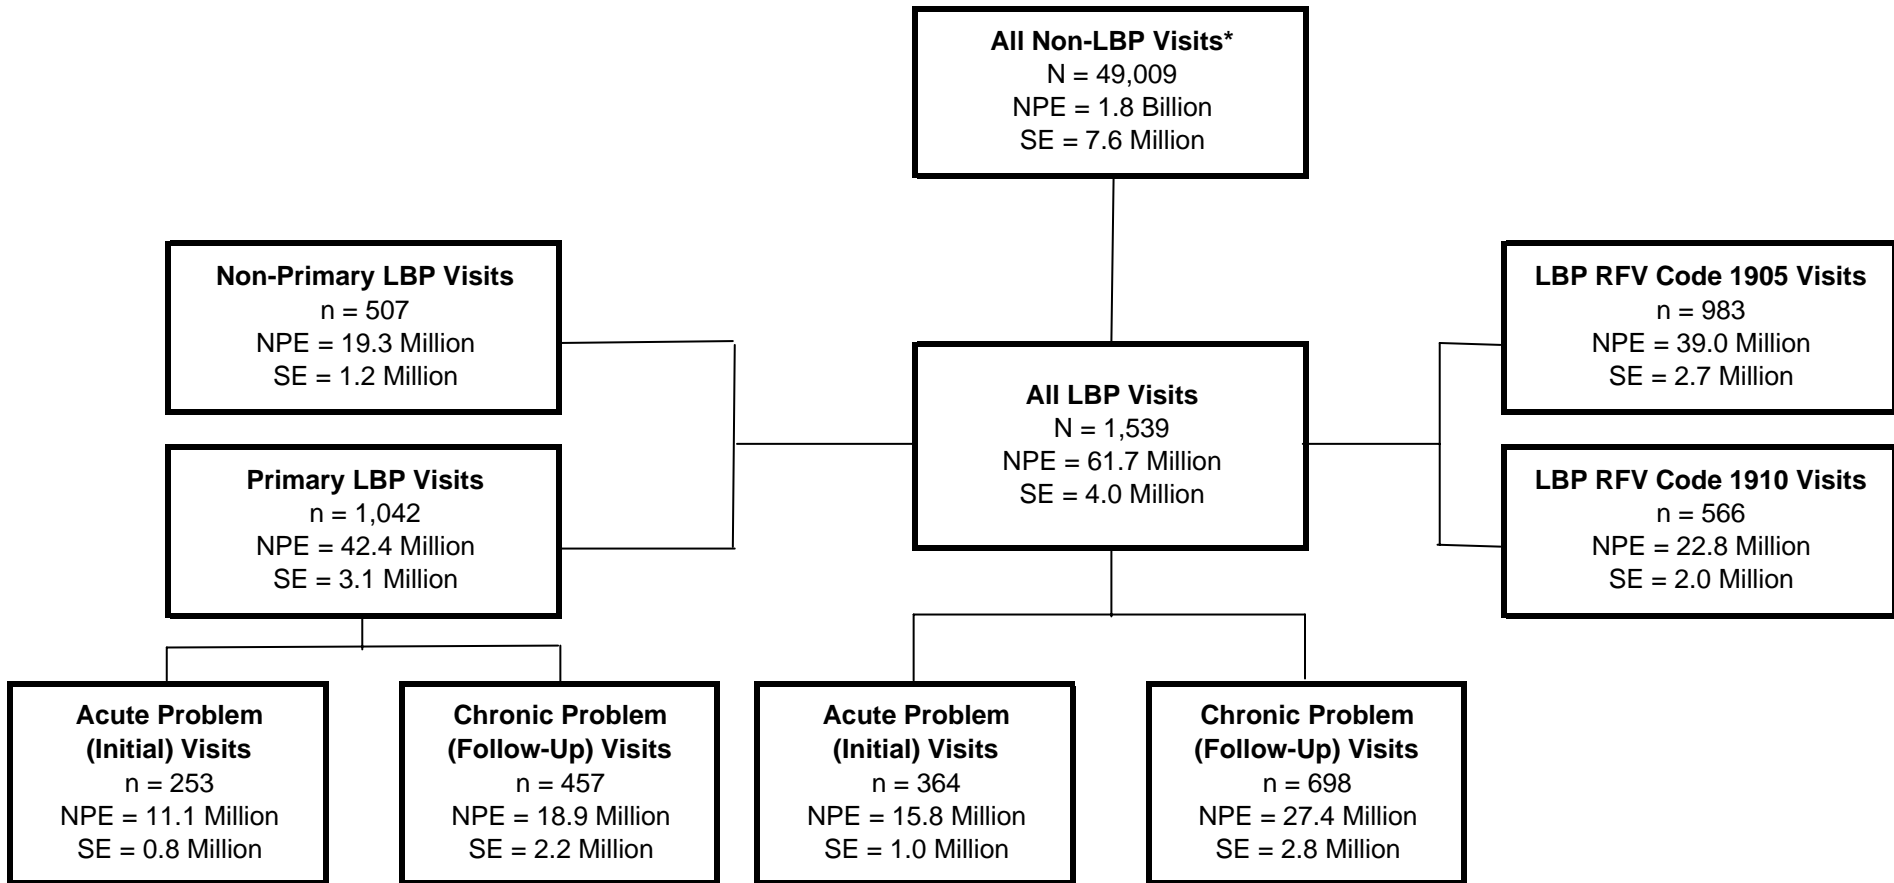 All Non-LBP Visits*
N = 49,009
NPE = 1.8 Billion
SE = 7.6 Million
Non-Primary LBP Visits
n = 507
NPE = 19.3 Million
SE = 1.2 Million
LBP RFV Code 1905 Visits
n = 983
NPE = 39.0 Million
SE = 2.7 Million
All LBP Visits
N = 1,539
NPE = 61.7 Million
SE = 4.0 Million
Primary LBP Visits
n = 1,042
NPE = 42.4 Million
SE = 3.1 Million
LBP RFV Code 1910 Visits
n = 566
NPE = 22.8 Million
SE = 2.0 Million
Acute Problem
(Initial) Visits
n = 253
NPE = 11.1 Million
SE = 0.8 Million
Chronic Problem
(Follow-Up) Visits
n = 457
NPE = 18.9 Million
SE = 2.2 Million
Acute Problem
(Initial) Visits
n = 364
NPE = 15.8 Million
SE = 1.0 Million
Chronic Problem
(Follow-Up) Visits
n = 698
NPE = 27.4 Million
SE = 2.8 Million